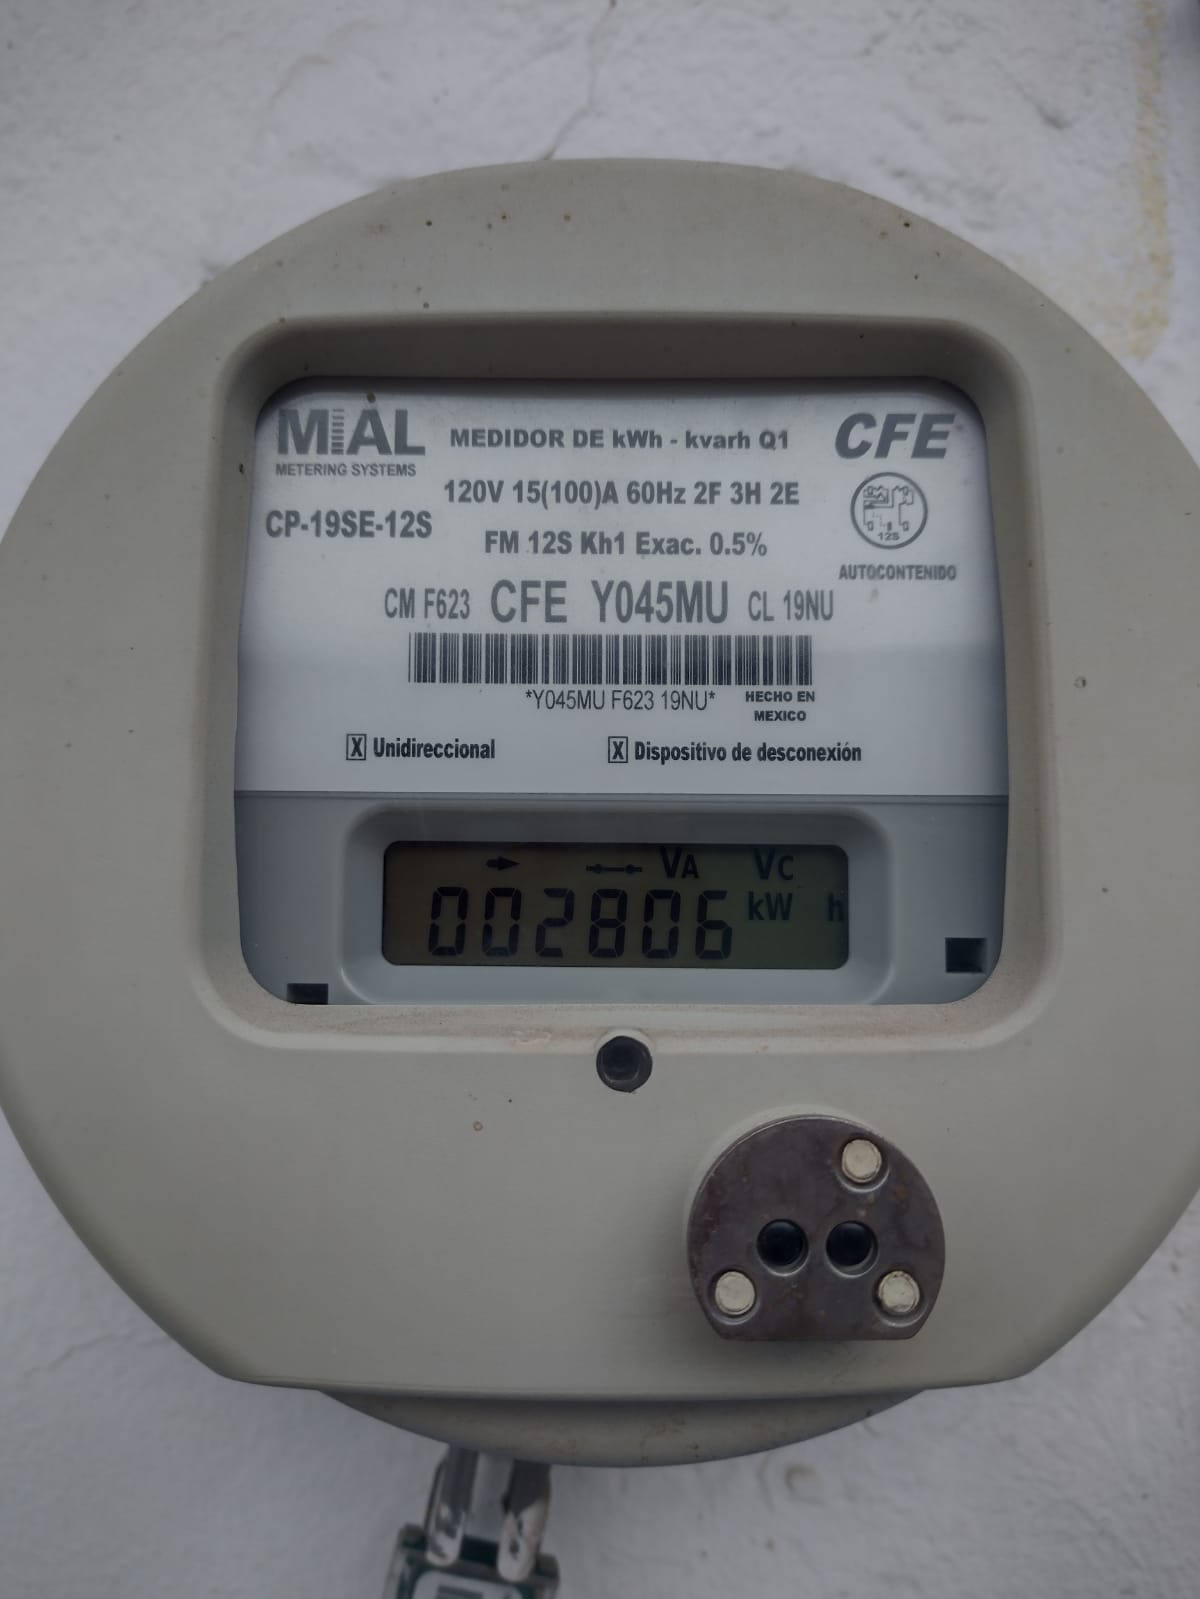 MIAL
METERING SYSTEMS
MEDIDOR DE kWh - kvarh Q1
CFE
120V 15(100)A 60Hz 2F 3H 2E
CP-19SE-12S
FM 12S Kh1 Exac. 0.5%
12S
AUTOCONTENIDO
CM F623 CFE Y045MU CL 19NU
*Y045MU F623 19NU*
HECHO EN
MEXICO
X Unidireccional
X Dispositivo de desconexión
VA VC
002806 kW h